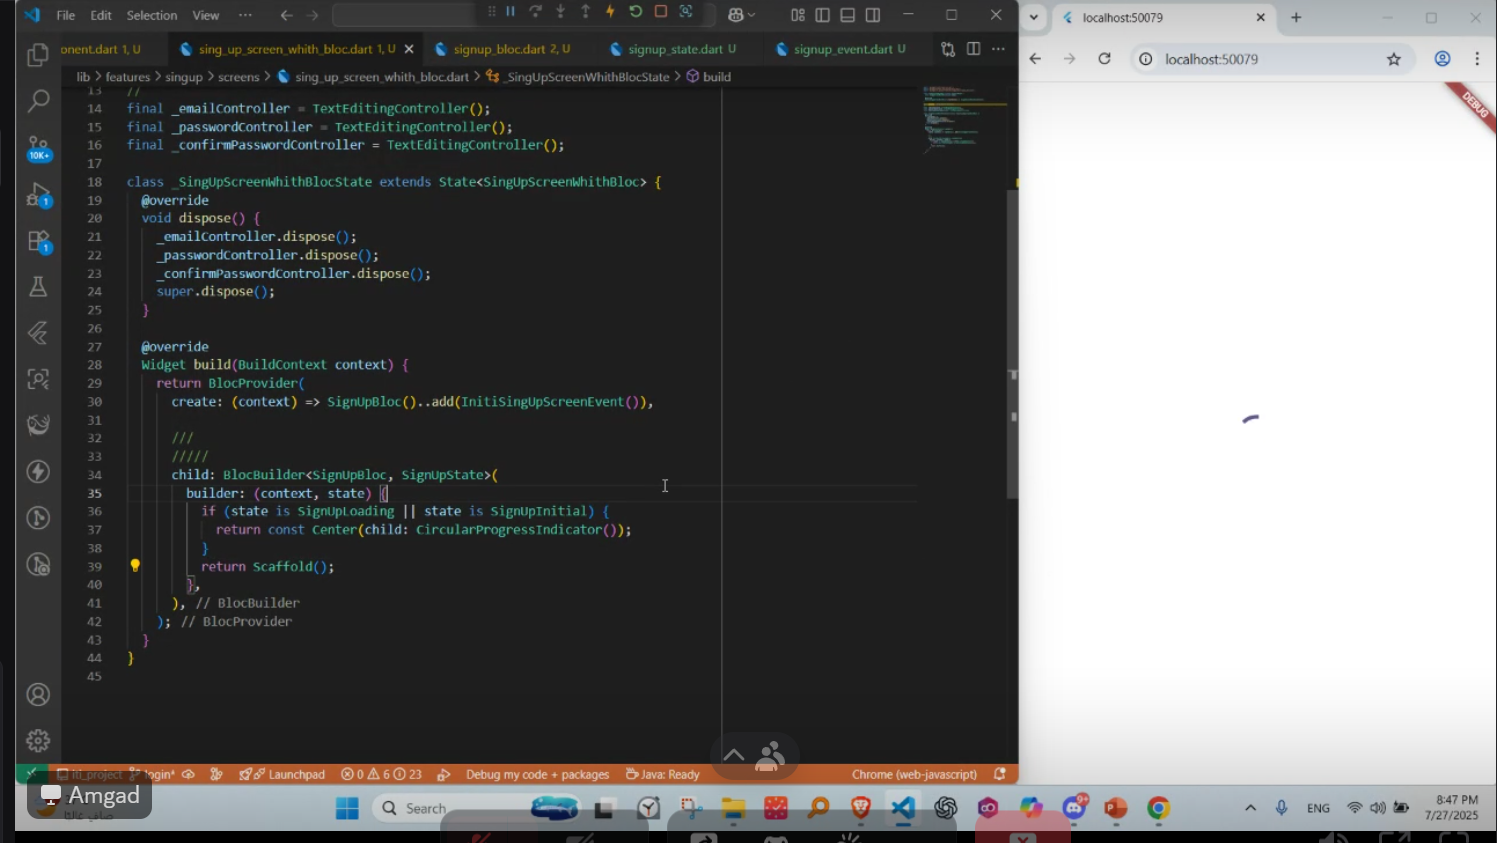 File Edit Selection View ···
localhost:50079
onent.dart 1, U
sing_up_screen_whith_bloc.dart 1, U
signup_bloc.dart 2, U
signup_state.dart U
signup_event.dart U
localhost:50079
lib > features > singup > screens > sing_up_screen_whith_bloc.dart > _SingUpScreenWhithBlocState > build
DEBUG
13 //
14 final _emailController = TextEditingController();
15 final _passwordController = TextEditingController();
16 final _confirmPasswordController = TextEditingController();
17
18 class _SingUpScreenWhithBlocState extends State<SingUpScreenWhithBloc> {
19 @override
20 void dispose() {
21 _emailController.dispose();
22 _passwordController.dispose();
23 _confirmPasswordController.dispose();
24 super.dispose();
25 }
26
27 @override
28 Widget build(BuildContext context) {
29 return BlocProvider(
30 create: (context) => SignUpBloc()..add(InitiSingUpScreenEvent()),
31
32 ///
33 /////
34 child: BlocBuilder<SignUpBloc, SignUpState>(
35 builder: (context, state) {
36 if (state is SignUpLoading || state is SignUpInitial) {
37 return const Center(child: CircularProgressIndicator());
38 }
39 return Scaffold();
40 },
41 ), // BlocBuilder
42 ); // BlocProvider
43 }
44 }
45
10K+
1
1
iti_project login* Launchpad 0 6 23 Debug my code + packages Java: Ready Chrome (web-javascript)
Amgad
Search
9+
ENG
8:47 PM
7/27/2025